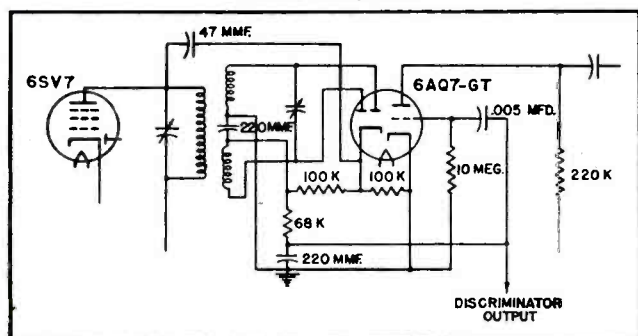 47 MMF.
6SV7
6AQ7-GT
220 MMF
.005 MFD.
100 K
100 K
10 MEG.
220 K
68 K
220 MMF.
DISCRIMINATOR
OUTPUT